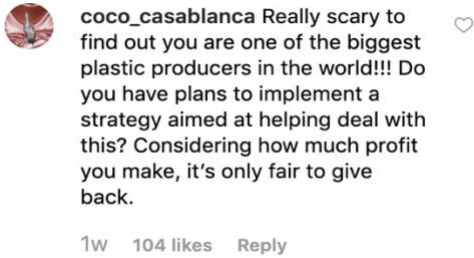 coco_casablanca Really scary to
find out you are one of the biggest
plastic producers in the world!!! Do
you have plans to implement a
strategy aimed at helping deal with
this? Considering how much profit
you make, it's only fair to give
back.
1w 104 likes Reply